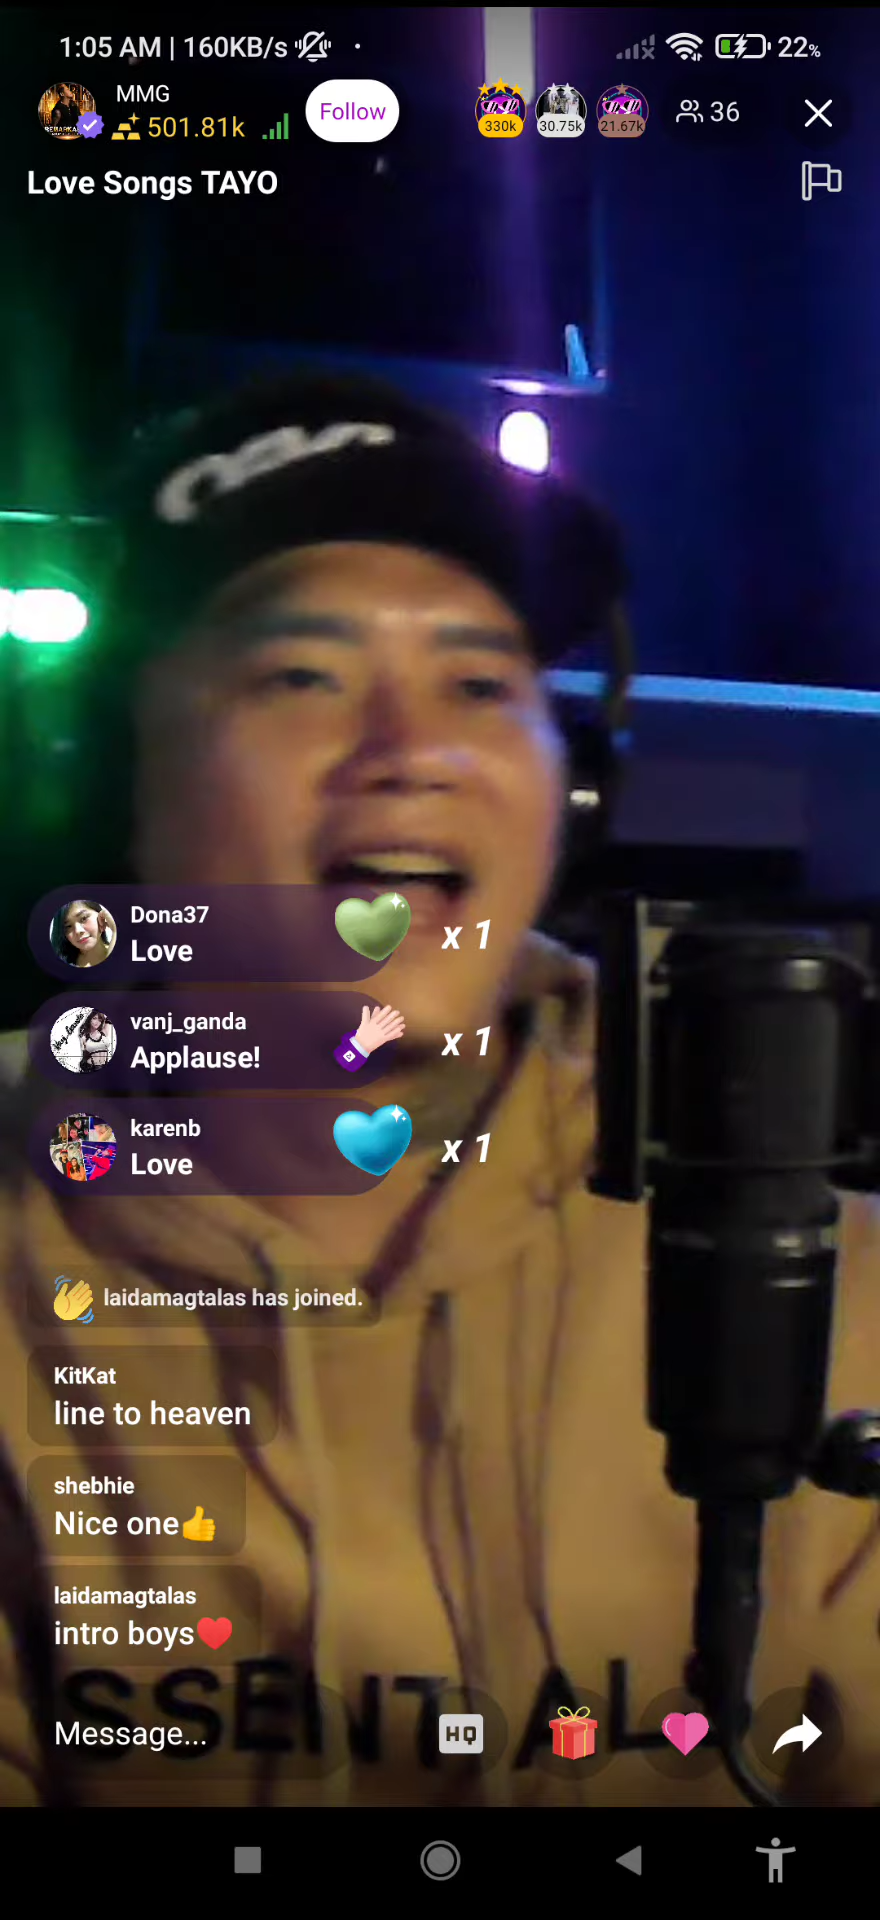 1:05 AM | 160KB/s
22%
MMG
501.81k
Follow
330k
30.75k
21.67k
36
Love Songs TAYO
Dona37
Love
x 1
vanj_ganda
Applause!
x 1
karenb
Love
x 1
laidamagtalas has joined.
KitKat
line to heaven
shebhie
Nice one👍
laidamagtalas
intro boys❤️
SSENTIAL
Message...
HQ